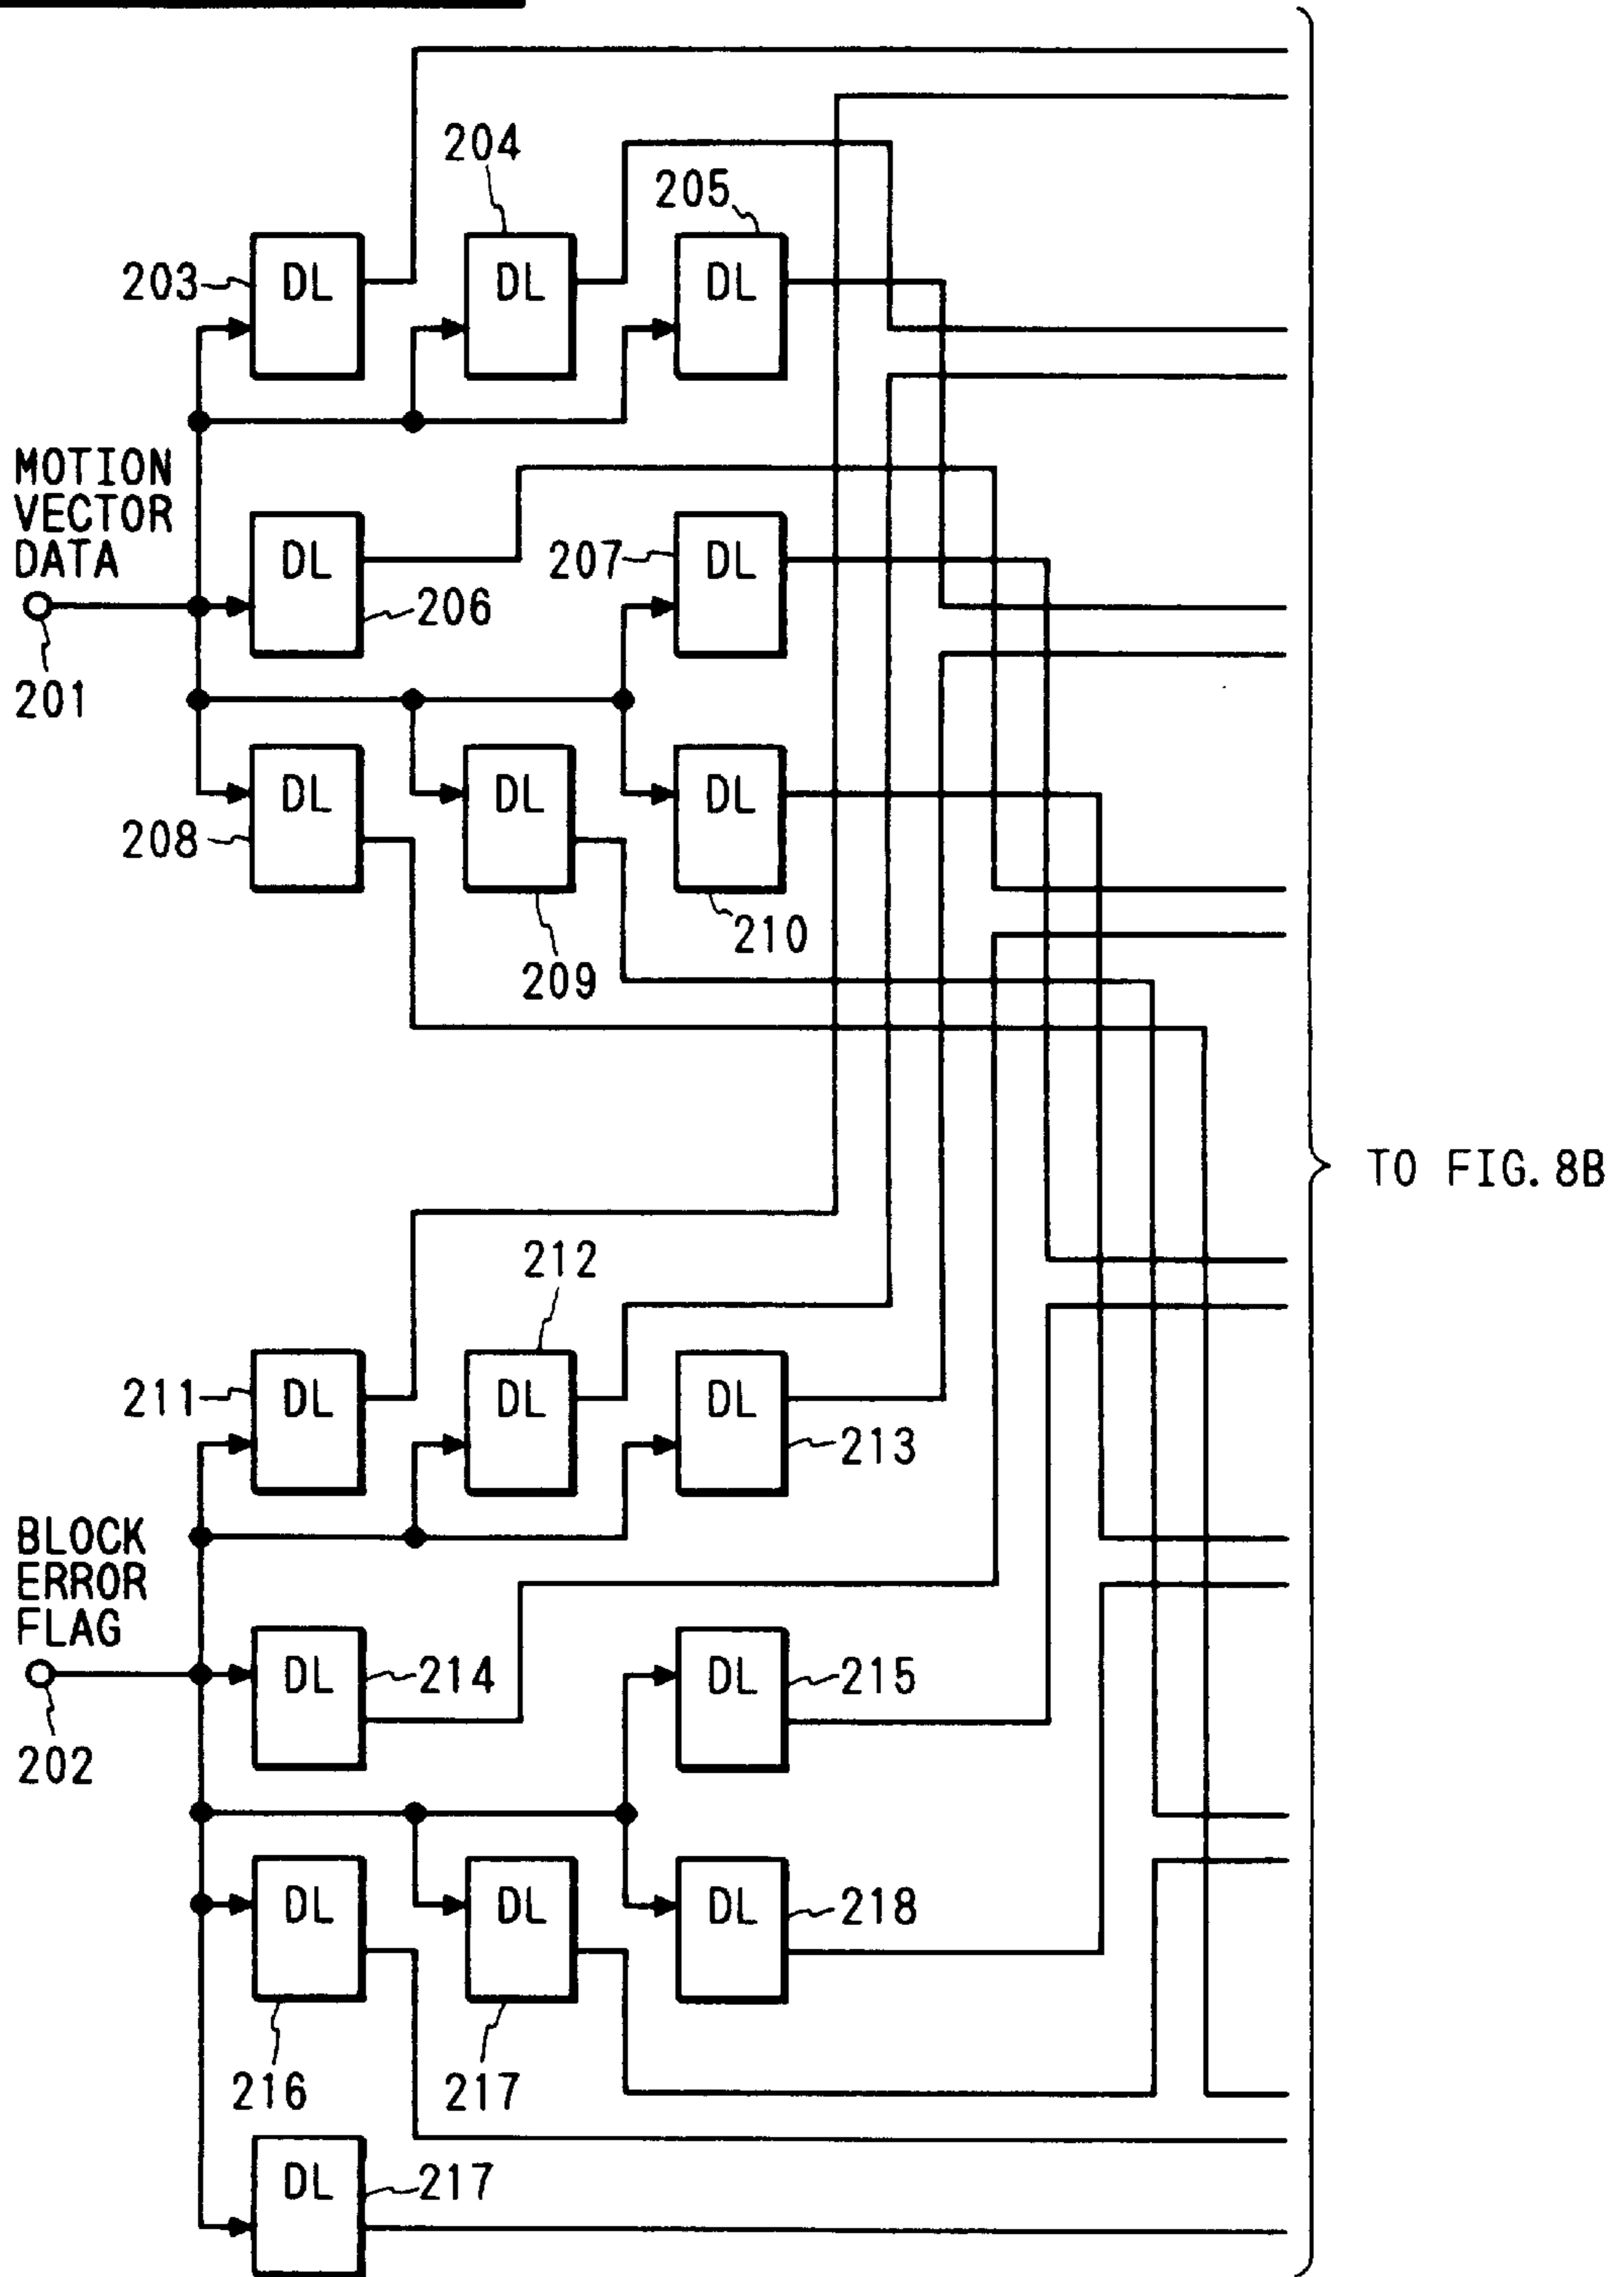 204
205
203
DL
DL
DL
MOTION
VECTOR
DATA
DL
207
DL
206
201
DL
DL
DL
208
210
209
TO FIG. 8B
212
211
DL
DL
DL
213
BLOCK
ERROR
FLAG
DL
214
DL
215
202
DL
DL
DL
218
216
217
DL
217